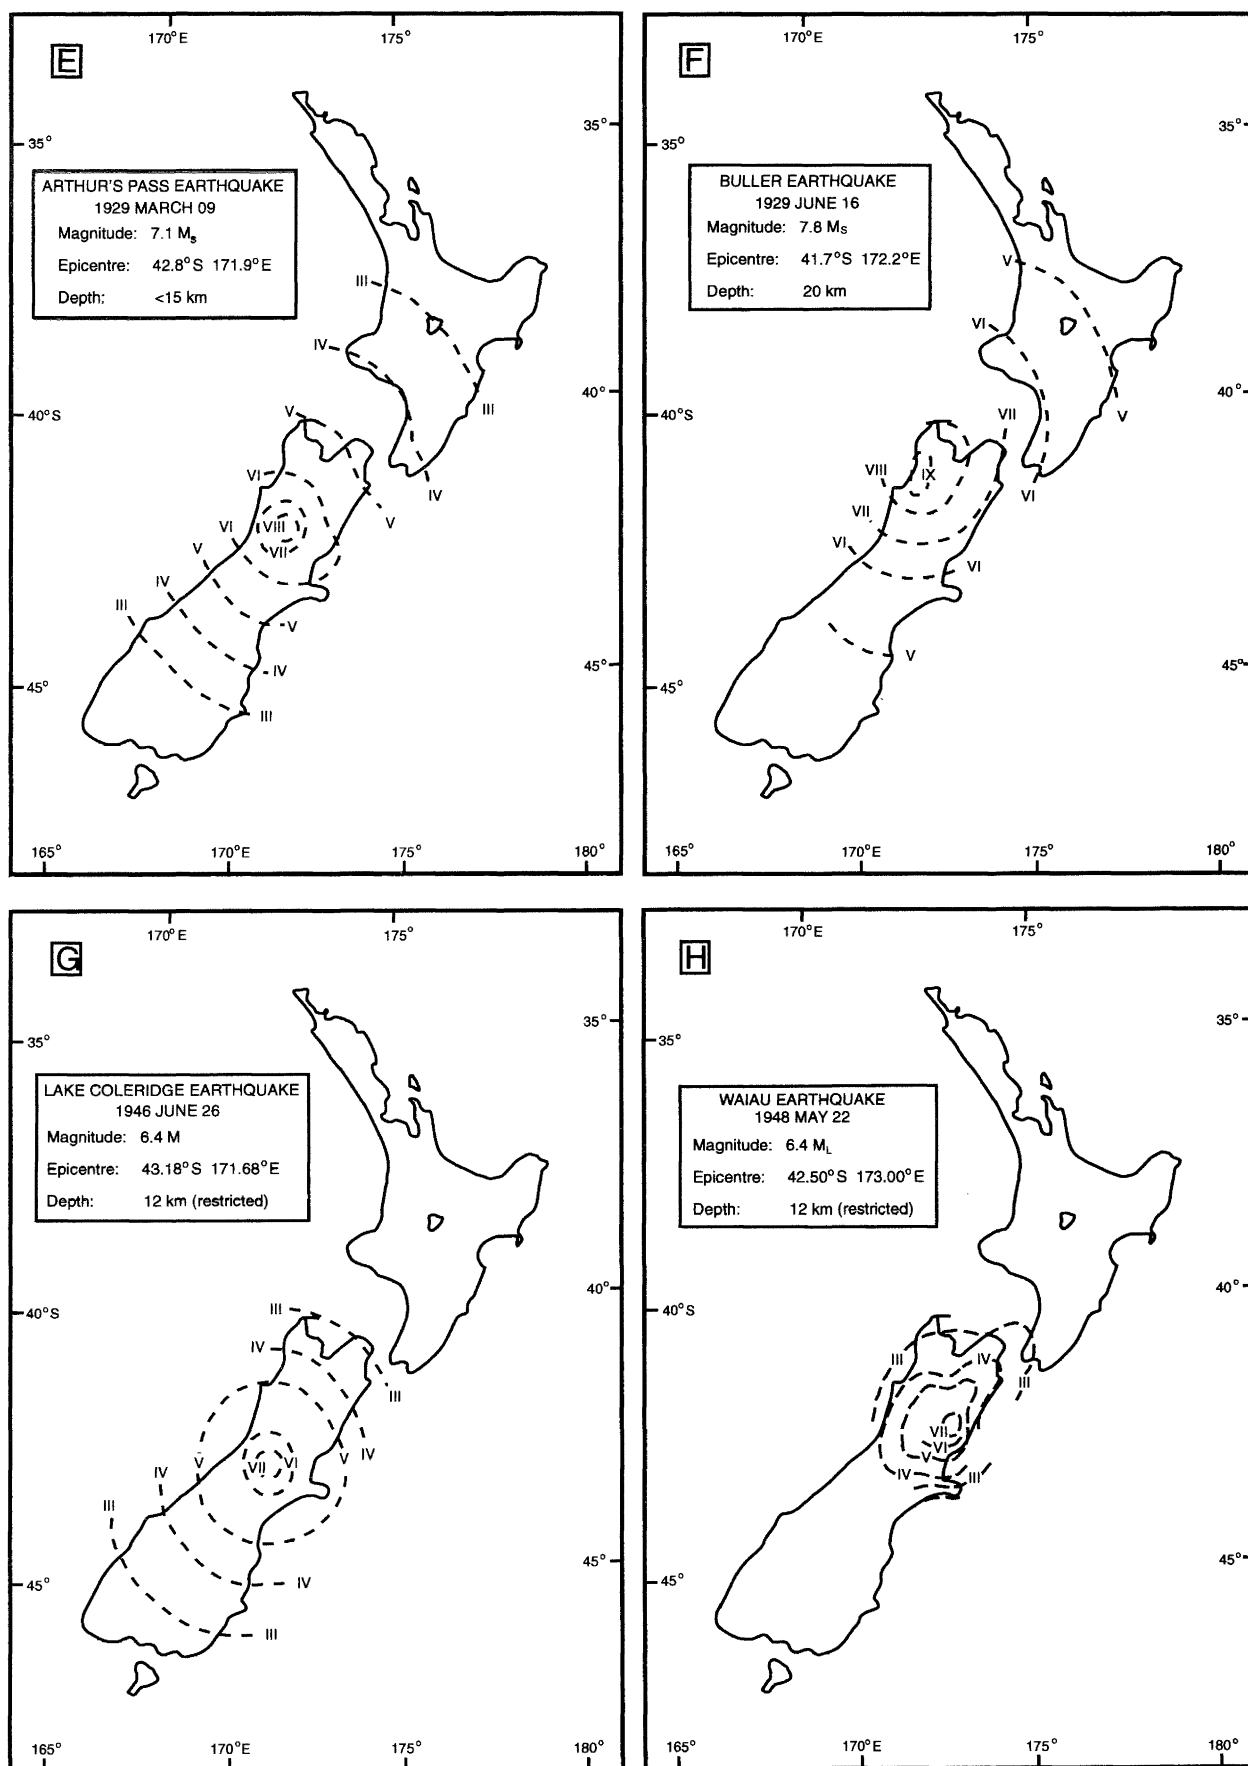 170°E 175°
E
35°
35°
ARTHUR'S PASS EARTHQUAKE
1929 MARCH 09
Magnitude: 7.1 Ms
Epicentre: 42.8°S 171.9°E
Depth: <15 km
III
IV
40°
III
V
40°S
VI
IV
VI
VIII
V
V
VII
IV
III
V
IV
45°
45°
III
165° 170°E 175° 180°
170°E 175°
F
35°
35°
BULLER EARTHQUAKE
1929 JUNE 16
Magnitude: 7.8 Ms
Epicentre: 41.7°S 172.2°E
Depth: 20 km
V
VI
40°
V
VII
40°S
VIII
IX
VI
VII
VI
VI
V
45°
45°
165° 170°E 175° 180°
170°E 175°
G
35°
35°
LAKE COLERIDGE EARTHQUAKE
1946 JUNE 26
Magnitude: 6.4 M
Epicentre: 43.18°S 171.68°E
Depth: 12 km (restricted)
40°
III
40°S
IV
III
IV
V VII VI V
IV
III
45°
IV
45°
III
165° 170°E 175° 180°
170°E 175°
H
35°
35°
WAIAU EARTHQUAKE
1948 MAY 22
Magnitude: 6.4 ML
Epicentre: 42.50°S 173.00°E
Depth: 12 km (restricted)
40°
40°S
III
IV
III
VII
VI
V
IV
III
45°
45°
165° 170°E 175° 180°